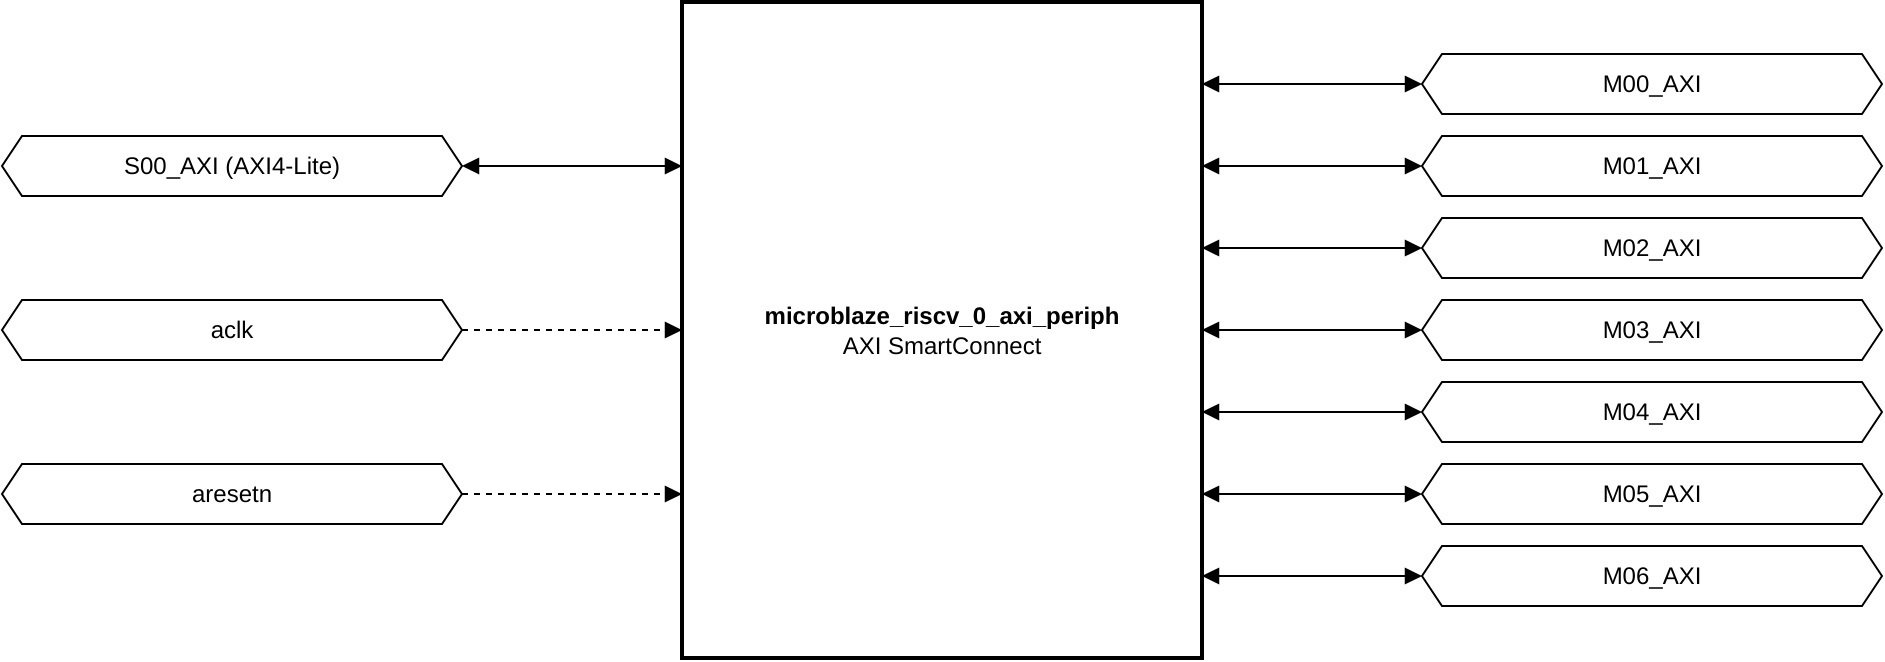 S00_AXI (AXI4-Lite)
aclk
aresetn
microblaze_riscv_0_axi_periph
AXI SmartConnect
M00_AXI
M01_AXI
M02_AXI
M03_AXI
M04_AXI
M05_AXI
M06_AXI